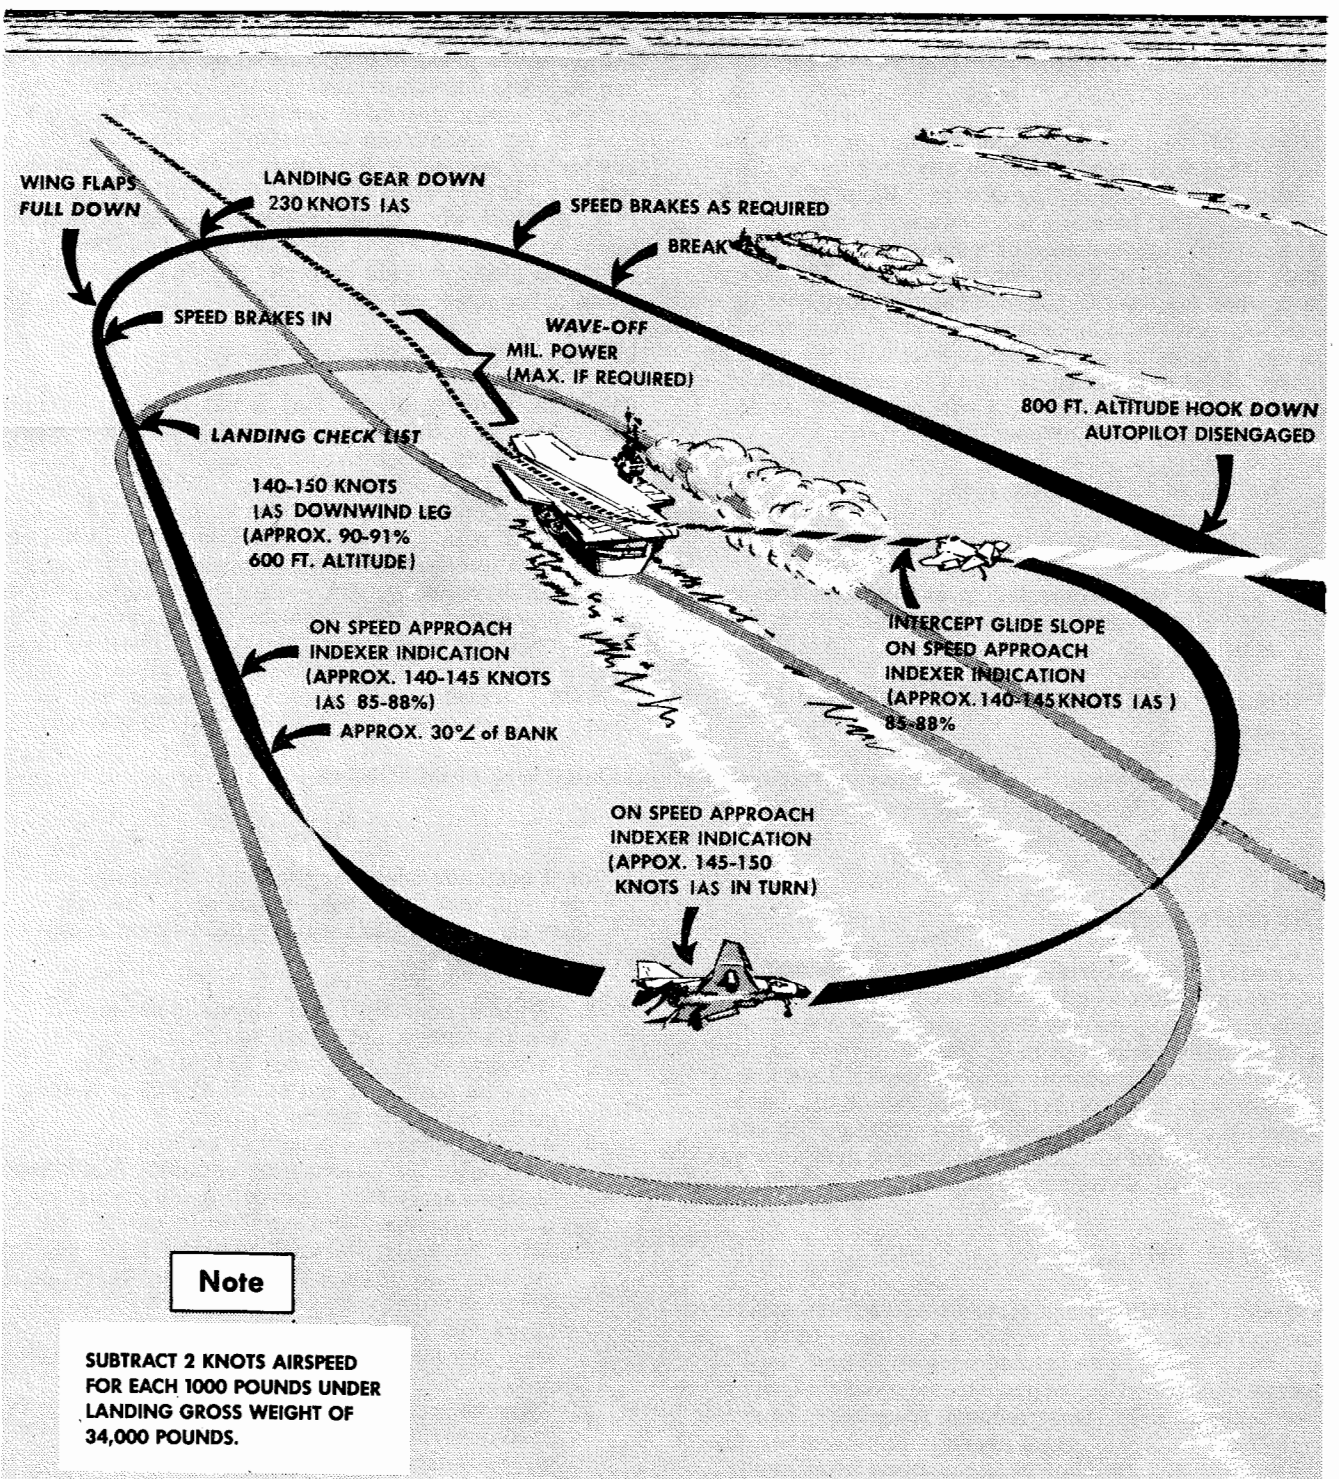 WING FLAPS
FULL DOWN
LANDING GEAR DOWN
230 KNOTS IAS
SPEED BRAKES AS REQUIRED
BREAK
SPEED BRAKES IN
WAVE-OFF
MIL. POWER
(MAX. IF REQUIRED)
800 FT. ALTITUDE HOOK DOWN
AUTOPILOT DISENGAGED
LANDING CHECK LIST
140-150 KNOTS
IAS DOWNWIND LEG
(APPROX. 90-91%
600 FT. ALTITUDE)
ON SPEED APPROACH
INDEXER INDICATION
(APPROX. 140-145 KNOTS
IAS 85-88%)
APPROX. 30°∠ of BANK
INTERCEPT GLIDE SLOPE
ON SPEED APPROACH
INDEXER INDICATION
(APPROX. 140-145 KNOTS IAS )
85-88%
ON SPEED APPROACH
INDEXER INDICATION
(APPOX. 145-150
KNOTS IAS IN TURN)
Note
SUBTRACT 2 KNOTS AIRSPEED
FOR EACH 1000 POUNDS UNDER
LANDING GROSS WEIGHT OF
34,000 POUNDS.